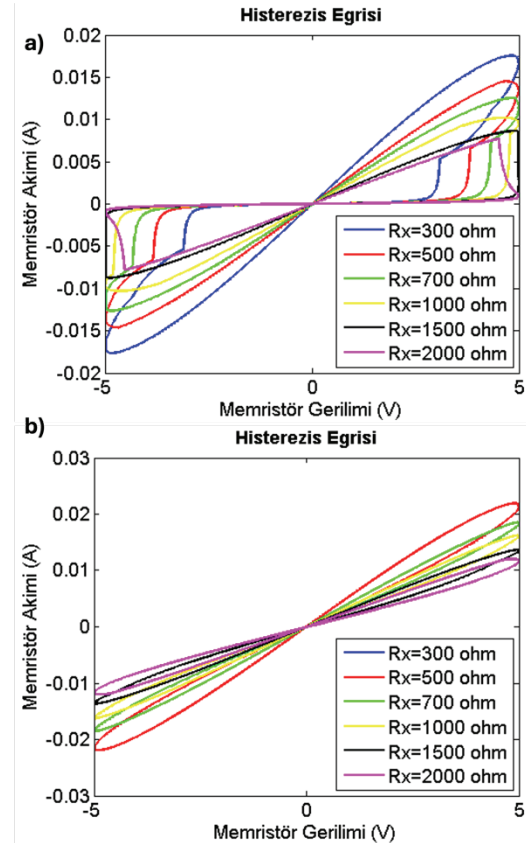 Histerezis Egrisi
a)
0.02
0.015
0.01
0.005
0
-0.005
-0.01
-0.015
-0.02
Memristör Akimi (A)
Rx=300 ohm
Rx=500 ohm
Rx=700 ohm
Rx=1000 ohm
Rx=1500 ohm
Rx=2000 ohm
-5 0 5
Memristör Gerilimi (V)
b)
Histerezis Egrisi
0.03
0.02
0.01
0
-0.01
-0.02
-0.03
Memristör Akimi (A)
Rx=300 ohm
Rx=500 ohm
Rx=700 ohm
Rx=1000 ohm
Rx=1500 ohm
Rx=2000 ohm
-5 0 5
Memristör Gerilimi (V)